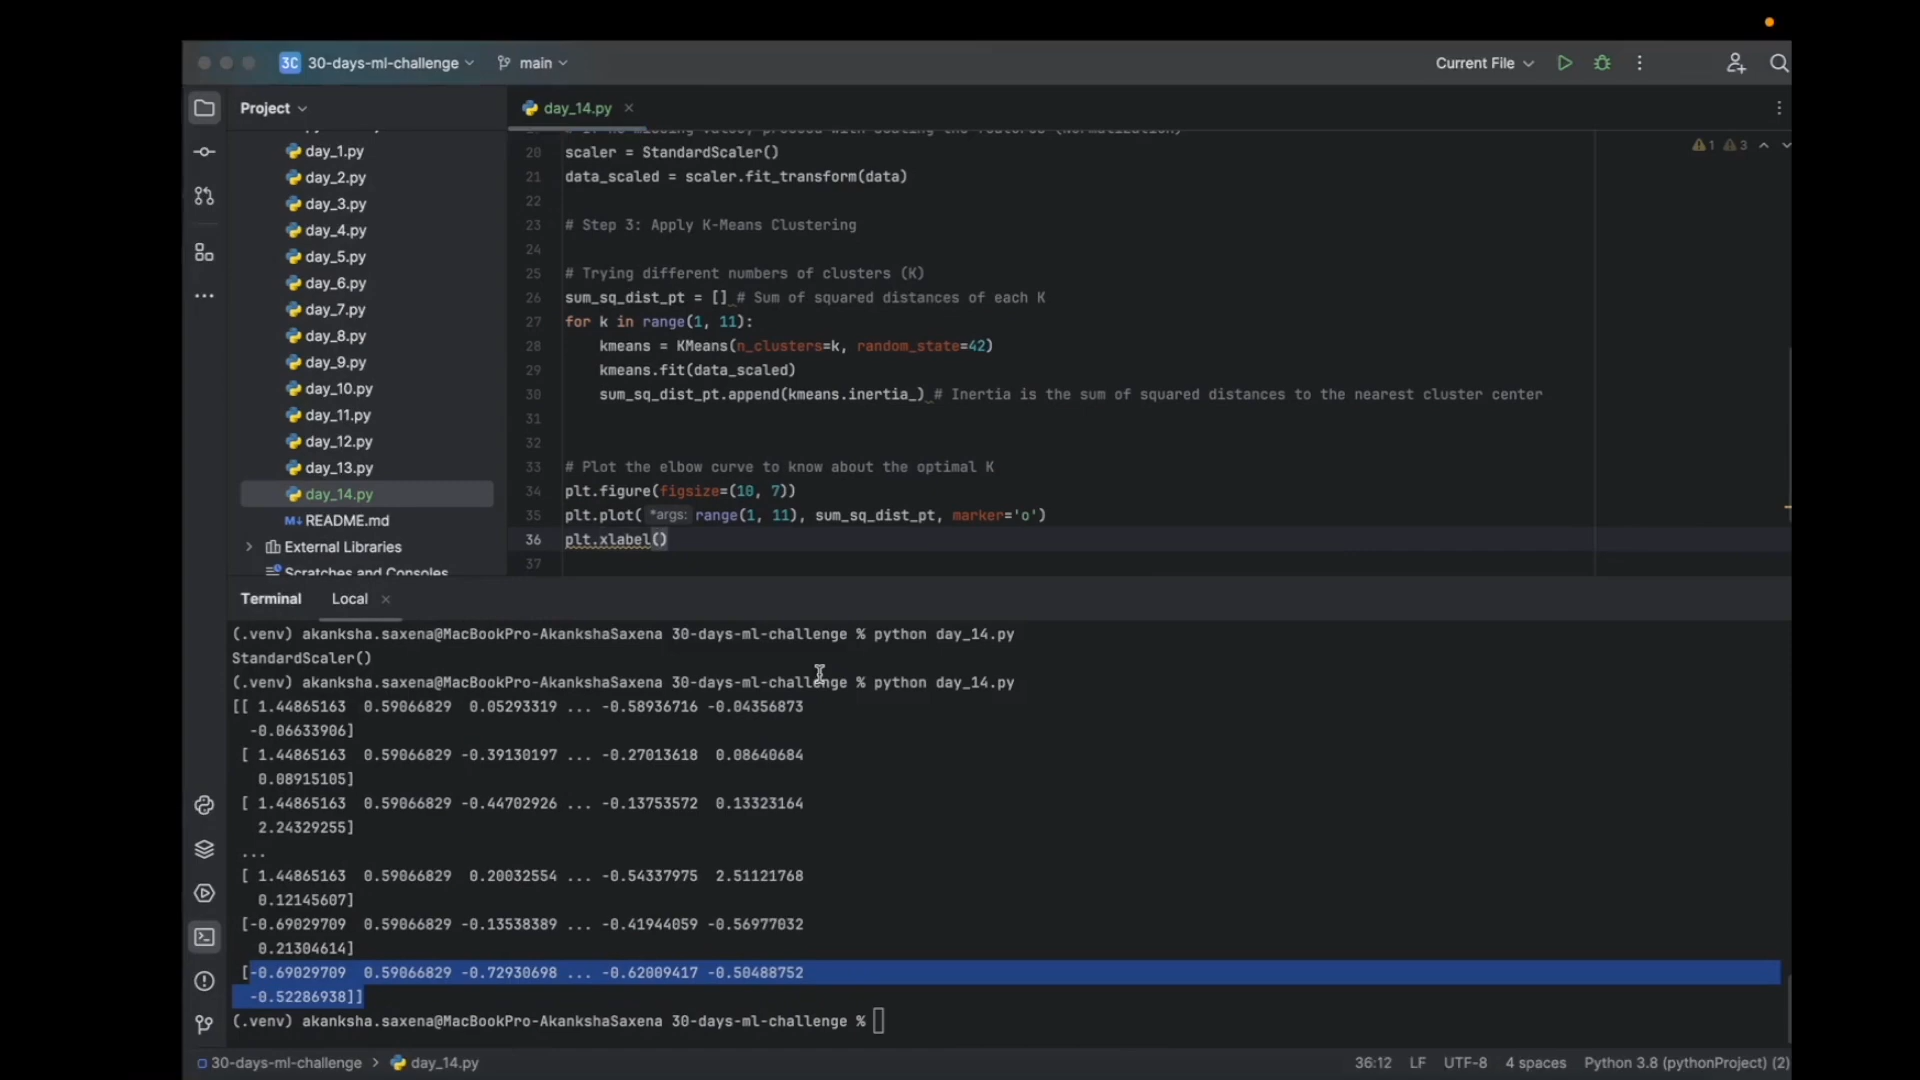 3C 30-days-ml-challenge main Current File
Project day_14.py
day_1.py
day_2.py
day_3.py
day_4.py
day_5.py
day_6.py
day_7.py
day_8.py
day_9.py
day_10.py
day_11.py
day_12.py
day_13.py
day_14.py
M↓ README.md
External Libraries
Scratches and Consoles
1 3
20 scaler = StandardScaler()
21 data_scaled = scaler.fit_transform(data)
22
23 # Step 3: Apply K-Means Clustering
24
25 # Trying different numbers of clusters (K)
26 sum_sq_dist_pt = [] # Sum of squared distances of each K
27 for k in range(1, 11):
28 kmeans = KMeans(n_clusters=k, random_state=42)
29 kmeans.fit(data_scaled)
30 sum_sq_dist_pt.append(kmeans.inertia_) # Inertia is the sum of squared distances to the nearest cluster center
31
32
33 # Plot the elbow curve to know about the optimal K
34 plt.figure(figsize=(10, 7))
35 plt.plot( *args: range(1, 11), sum_sq_dist_pt, marker='o')
36 plt.xlabel()
37
Terminal Local
(.venv) akanksha.saxena@MacBookPro-AkankshaSaxena 30-days-ml-challenge % python day_14.py
StandardScaler()
(.venv) akanksha.saxena@MacBookPro-AkankshaSaxena 30-days-ml-challenge % python day_14.py
[[ 1.44865163 0.59066829 0.05293319 ... -0.58936716 -0.04356873
-0.06633906]
[ 1.44865163 0.59066829 -0.39130197 ... -0.27013618 0.08640684
0.08915105]
[ 1.44865163 0.59066829 -0.44702926 ... -0.13753572 0.13323164
2.24329255]
...
[ 1.44865163 0.59066829 0.20032554 ... -0.54337975 2.51121768
0.12145607]
[-0.69029709 0.59066829 -0.13538389 ... -0.41944059 -0.56977032
0.21304614]
[-0.69029709 0.59066829 -0.72930698 ... -0.62009417 -0.50488752
-0.52286938]]
(.venv) akanksha.saxena@MacBookPro-AkankshaSaxena 30-days-ml-challenge %
30-days-ml-challenge > day_14.py 36:12 LF UTF-8 4 spaces Python 3.8 (pythonProject) (2)